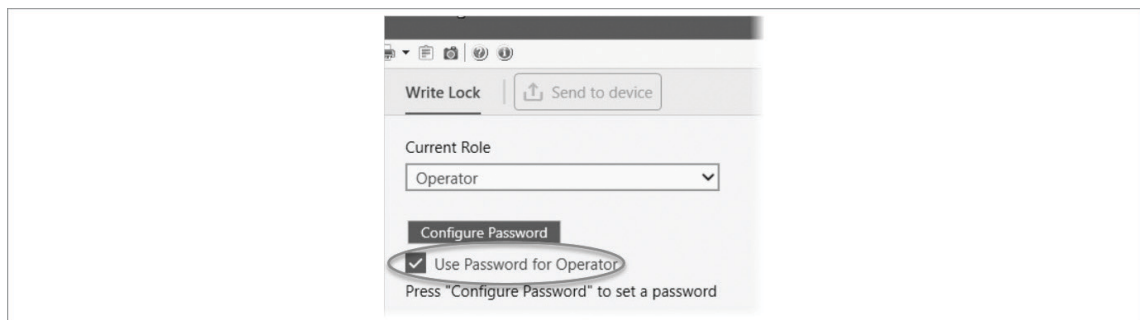 Write Lock
Send to device
Current Role
Operator
Configure Password
Use Password for Operator
Press "Configure Password" to set a password